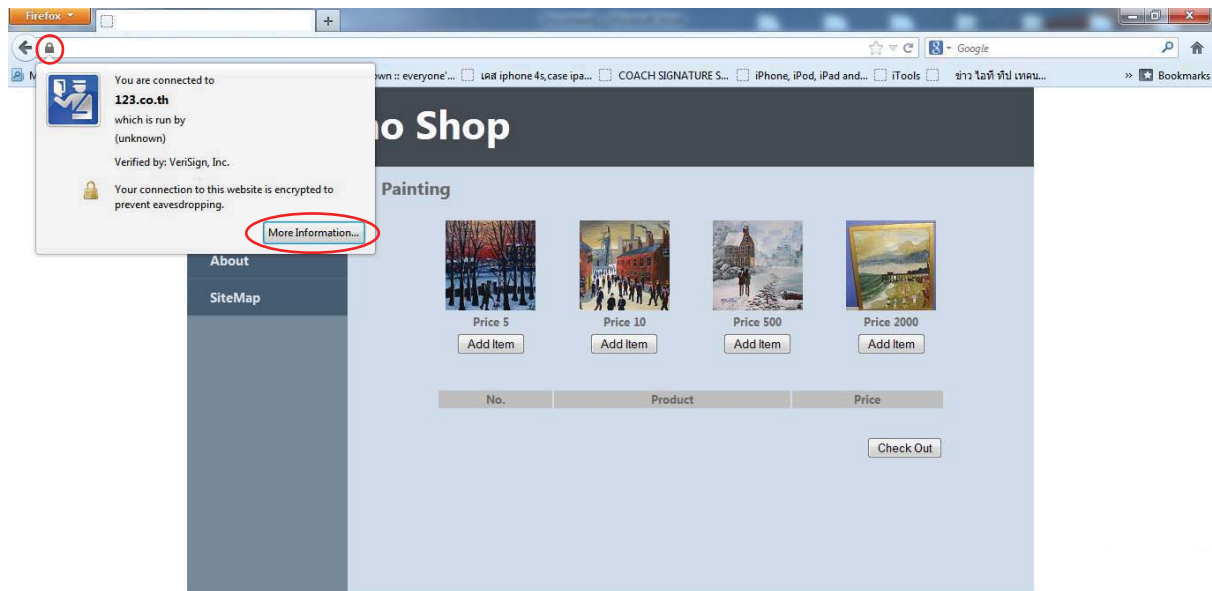 Firefox
+
Google
own :: everyone'... เคส iphone 4s,case ipa... COACH SIGNATURE S... iPhone, iPod, iPad and... iTools ข่าว ไอที ทิป เทคน... » Bookmarks
You are connected to
123.co.th
which is run by
(unknown)
Verified by: VeriSign, Inc.
Your connection to this website is encrypted to
prevent eavesdropping.
More Information...
no Shop
Painting
About
SiteMap
Price 5 Price 10 Price 500 Price 2000
Add Item Add Item Add Item Add Item
No. Product Price
Check Out